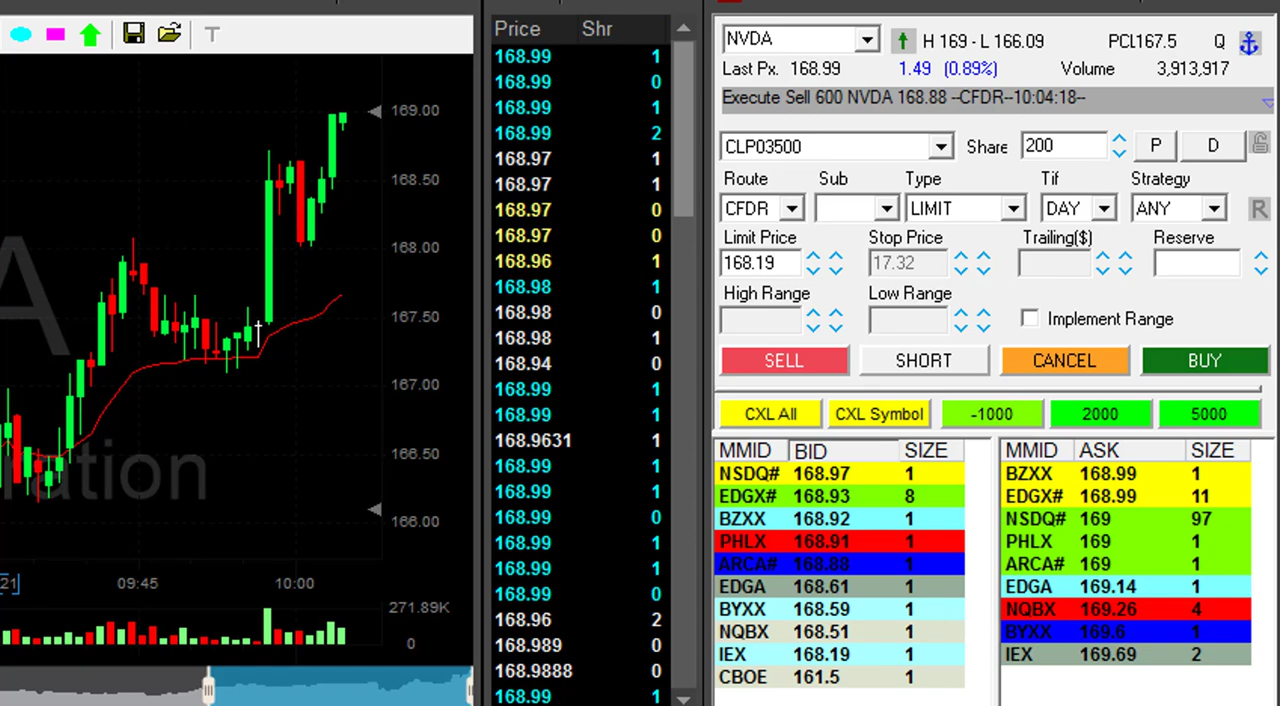 T
169.00
168.50
168.00
167.50
167.00
166.50
166.00
A
ration
21] 09:45 10:00
271.89K
0
Price Shr
168.99 1
168.99 0
168.99 1
168.99 2
168.97 1
168.97 1
168.97 0
168.97 0
168.96 1
168.98 1
168.98 0
168.98 1
168.94 0
168.99 1
168.99 1
168.9631 1
168.99 1
168.99 1
168.99 0
168.99 1
168.99 1
168.99 0
168.96 2
168.989 0
168.9888 0
168.99 1
NVDA H 169 - L 166.09 PCL167.5 Q
Last Px. 168.99 1.49 (0.89%) Volume 3,913,917
Execute Sell 600 NVDA 168.88 --CFDR--10:04:18--
CLP03500 Share 200 P D
Route Sub Type Tif Strategy
CFDR LIMIT DAY ANY R
Limit Price Stop Price Trailing($) Reserve
168.19 17.32
High Range Low Range
Implement Range
SELL SHORT CANCEL BUY
CXL All CXL Symbol -1000 2000 5000
MMID BID SIZE
NSDQ# 168.97 1
EDGX# 168.93 8
BZXX 168.92 1
PHLX 168.91 1
ARCA# 168.88 1
EDGA 168.61 1
BYXX 168.59 1
NQBX 168.51 1
IEX 168.19 1
CBOE 161.5 1
MMID ASK SIZE
BZXX 168.99 1
EDGX# 168.99 11
NSDQ# 169 97
PHLX 169 1
ARCA# 169 1
EDGA 169.14 1
NQBX 169.26 4
BYXX 169.6 1
IEX 169.69 2